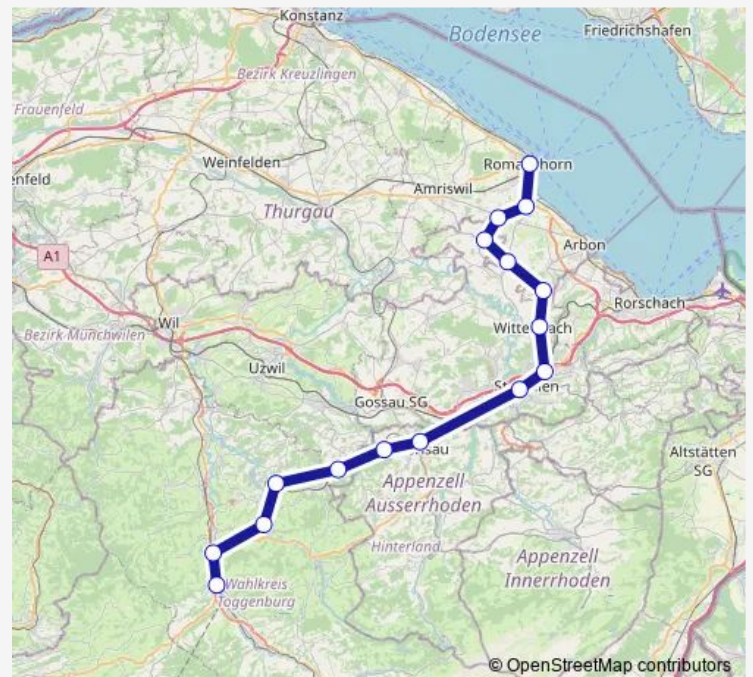 Konstanz
Bodensee
Friedrichshafen
Bezirk Kreuzlingen
Frauenfeld
Weinfelden
enfeld
Amriswil
Thurgau
A1
Arbon
Rorschach
Wil
Bezirk Münchwilen
Uzwil
Gossau SG
Altstätten
SG
Appenzell
Ausserrhoden
Hinterland
Appenzell
Innerrhoden
Wahlkreis
Toggenburg
© OpenStreetMap contributors